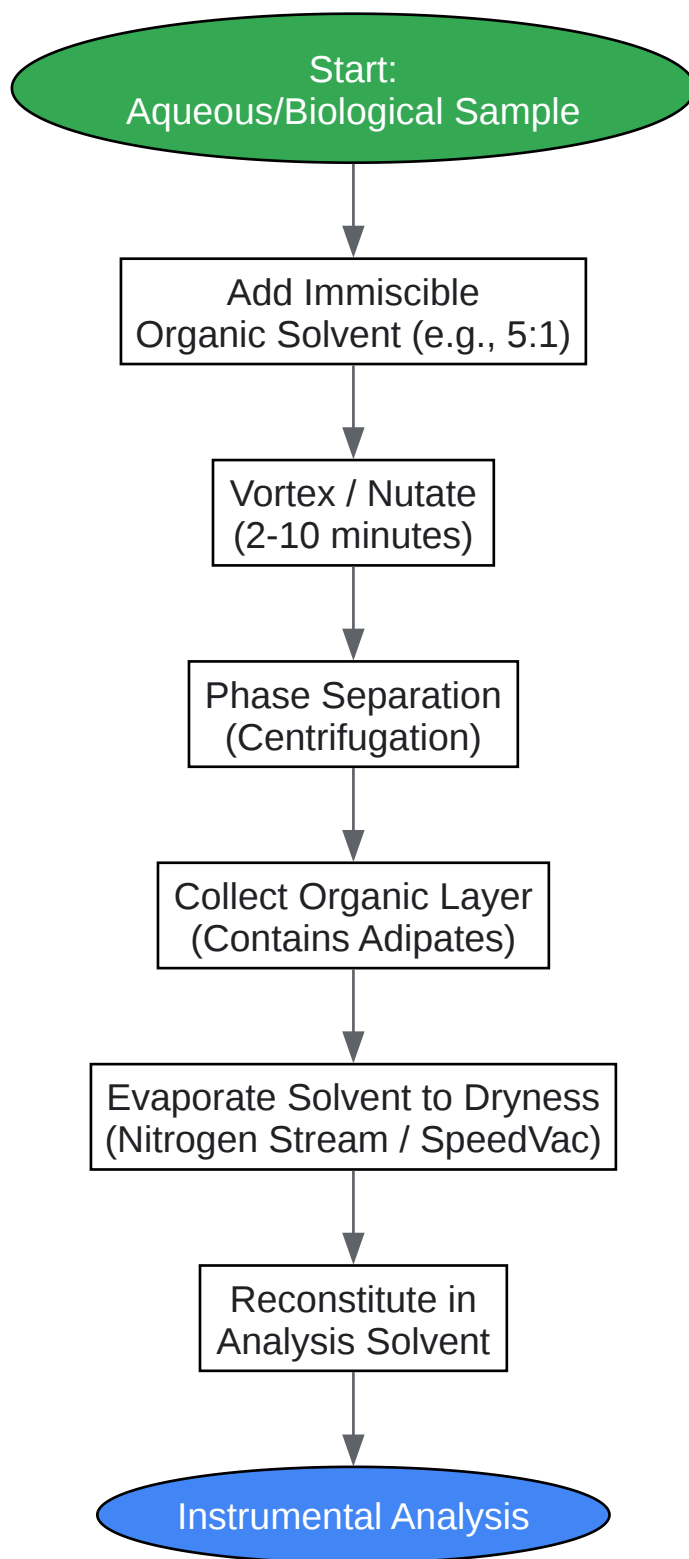 Start:
Aqueous/Biological Sample
Add Immiscible
Organic Solvent (e.g., 5:1)
Vortex / Nutate
(2-10 minutes)
Phase Separation
(Centrifugation)
Collect Organic Layer
(Contains Adipates)
Evaporate Solvent to Dryness
(Nitrogen Stream / SpeedVac)
Reconstitute in
Analysis Solvent
Instrumental Analysis